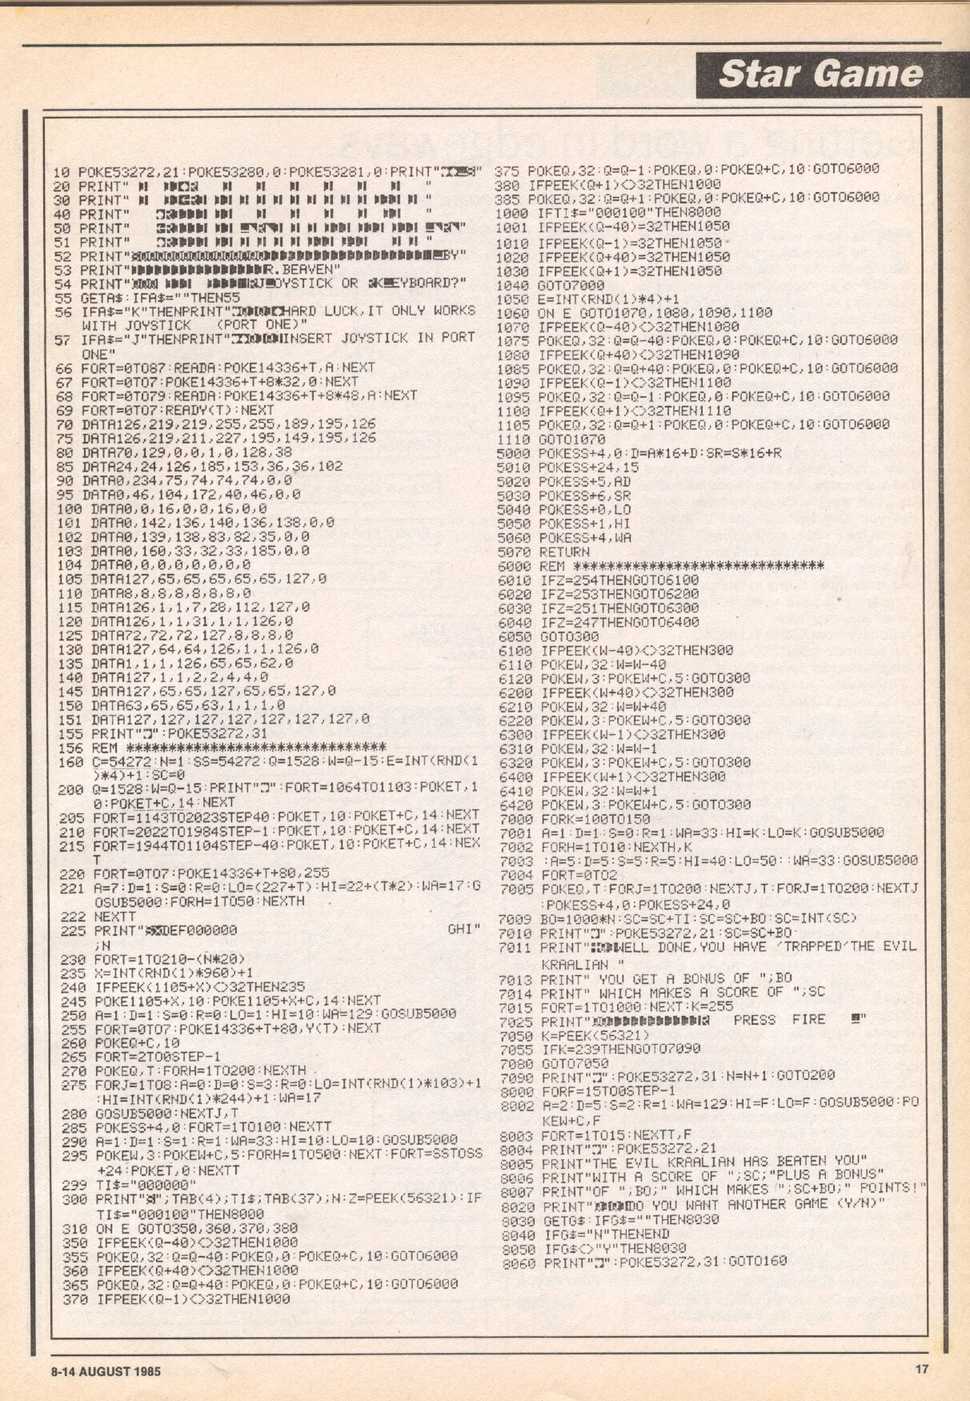 Star Game
10 POKE53272,21:POKE53280,0:POKE53281,0:PRINT"
20 PRINT"
30 PRINT"
40 PRINT"
50 PRINT"
51 PRINT"
52 PRINT" BY"
53 PRINT" R.BEAVEN"
54 PRINT" JOYSTICK OR KEYBOARD?"
55 GETA$:IFA$=""THEN55
56 IFA$="K"THENPRINT" HARD LUCK,IT ONLY WORKS
WITH JOYSTICK (PORT ONE)"
57 IFA$="J"THENPRINT" INSERT JOYSTICK IN PORT
ONE"
66 FORT=0TO87:READA:POKE14336+T,A:NEXT
67 FORT=0TO7:POKE14336+T+8*32,0:NEXT
68 FORT=0TO79:READA:POKE14336+T+8*48,A:NEXT
69 FORT=0TO7:READY(T):NEXT
70 DATA126,219,219,255,255,189,195,126
75 DATA126,219,211,227,195,149,195,126
80 DATA70,129,0,0,1,0,128,38
85 DATA24,24,126,185,153,36,36,102
90 DATA0,234,75,74,74,74,0,0
95 DATA0,46,104,172,40,46,0,0
100 DATA0,0,16,0,0,16,0,0
101 DATA0,142,136,140,136,138,0,0
102 DATA0,139,138,83,82,35,0,0
103 DATA0,160,33,32,33,185,0,0
104 DATA0,0,0,0,0,0,0,0
105 DATA127,65,65,65,65,65,127,0
110 DATA8,8,8,8,8,8,8,0
115 DATA126,1,1,7,28,112,127,0
120 DATA126,1,1,31,1,1,126,0
125 DATA72,72,72,127,8,8,8,0
130 DATA127,64,64,126,1,1,126,0
135 DATA1,1,1,126,65,65,62,0
140 DATA127,1,1,2,2,4,4,0
145 DATA127,65,65,127,65,65,127,0
150 DATA63,65,65,63,1,1,1,0
151 DATA127,127,127,127,127,127,127,0
155 PRINT" ":POKE53272,31
156 REM *******************************
160 C=54272:N=1:SS=54272:Q=1528:W=Q-15:E=INT(RND(1
)*4)+1:SC=0
200 Q=1528:W=Q-15:PRINT" ":FORT=1064TO1103:POKET,1
0:POKET+C,14:NEXT
205 FORT=1143TO2023STEP40:POKET,10:POKET+C,14:NEXT
210 FORT=2022TO1984STEP-1:POKET,10:POKET+C,14:NEXT
215 FORT=1944TO1104STEP-40:POKET,10:POKET+C,14:NEX
T
220 FORT=0TO7:POKE14336+T+80,255
221 A=7:D=1:S=0:R=0:LO=(227+T):HI=22+(T*2):WA=17:G
OSUB5000:FORH=1TO50:NEXTH
222 NEXTT
225 PRINT" DEF000000 GHI"
;N
230 FORT=1TO210-(N*20)
235 X=INT(RND(1)*960)+1
240 IFPEEK(1105+X)<>32THEN235
245 POKE1105+X,10:POKE1105+X+C,14:NEXT
250 A=1:D=1:S=0:R=0:LO=1:HI=10:WA=129:GOSUB5000
255 FORT=0TO7:POKE14336+T+80,Y(T):NEXT
260 POKEQ+C,10
265 FORT=2TO0STEP-1
270 POKEQ,T:FORH=1TO200:NEXTH
275 FORJ=1TO8:A=0:D=0:S=3:R=0:LO=INT(RND(1)*103)+1
:HI=INT(RND(1)*244)+1:WA=17
280 GOSUB5000:NEXTJ,T
285 POKESS+4,0:FORT=1TO100:NEXTT
290 A=1:D=1:S=1:R=1:WA=33:HI=10:LO=10:GOSUB5000
295 POKEW,3:POKEW+C,5:FORH=1TO500:NEXT:FORT=SSTOSS
+24:POKET,0:NEXTT
299 TI$="000000"
300 PRINT" ";TAB(4);TI$;TAB(37);N:Z=PEEK(56321):IF
TI$="000100"THEN8000
310 ON E GOTO350,360,370,380
350 IFPEEK(Q-40)<>32THEN1000
355 POKEQ,32:Q=Q-40:POKEQ,0:POKEQ+C,10:GOTO6000
360 IFPEEK(Q+40)<>32THEN1000
365 POKEQ,32:Q=Q+40:POKEQ,0:POKEQ+C,10:GOTO6000
370 IFPEEK(Q-1)<>32THEN1000
375 POKEQ,32:Q=Q-1:POKEQ,0:POKEQ+C,10:GOTO6000
380 IFPEEK(Q+1)<>32THEN1000
385 POKEQ,32:Q=Q+1:POKEQ,0:POKEQ+C,10:GOTO6000
1000 IFTI$="000100"THEN8000
1001 IFPEEK(Q-40)=32THEN1050
1010 IFPEEK(Q-1)=32THEN1050
1020 IFPEEK(Q+40)=32THEN1050
1030 IFPEEK(Q+1)=32THEN1050
1040 GOTO7000
1050 E=INT(RND(1)*4)+1
1060 ON E GOTO1070,1080,1090,1100
1070 IFPEEK(Q-40)<>32THEN1080
1075 POKEQ,32:Q=Q-40:POKEQ,0:POKEQ+C,10:GOTO6000
1080 IFPEEK(Q+40)<>32THEN1090
1085 POKEQ,32:Q=Q+40:POKEQ,0:POKEQ+C,10:GOTO6000
1090 IFPEEK(Q-1)<>32THEN1100
1095 POKEQ,32:Q=Q-1:POKEQ,0:POKEQ+C,10:GOTO6000
1100 IFPEEK(Q+1)<>32THEN1110
1105 POKEQ,32:Q=Q+1:POKEQ,0:POKEQ+C,10:GOTO6000
1110 GOTO1070
5000 POKESS+4,0:D=A*16+D:SR=S*16+R
5010 POKESS+24,15
5020 POKESS+5,AD
5030 POKESS+6,SR
5040 POKESS+0,LO
5050 POKESS+1,HI
5060 POKESS+4,WA
5070 RETURN
6000 REM ******************************
6010 IFZ=254THENGOTO6100
6020 IFZ=253THENGOTO6200
6030 IFZ=251THENGOTO6300
6040 IFZ=247THENGOTO6400
6050 GOTO300
6100 IFPEEK(W-40)<>32THEN300
6110 POKEW,32:W=W-40
6120 POKEW,3:POKEW+C,5:GOTO300
6200 IFPEEK(W+40)<>32THEN300
6210 POKEW,32:W=W+40
6220 POKEW,3:POKEW+C,5:GOTO300
6300 IFPEEK(W-1)<>32THEN300
6310 POKEW,32:W=W-1
6320 POKEW,3:POKEW+C,5:GOTO300
6400 IFPEEK(W+1)<>32THEN300
6410 POKEW,32:W=W+1
6420 POKEW,3:POKEW+C,5:GOTO300
7000 FORK=100TO150
7001 A=1:D=1:S=0:R=1:WA=33:HI=K:LO=K:GOSUB5000
7002 FORH=1TO10:NEXTH,K
7003 :A=5:D=5:S=5:R=5:HI=40:LO=50::WA=33:GOSUB5000
7004 FORT=0TO2
7005 POKEQ,T:FORJ=1TO200:NEXTJ,T:FORJ=1TO200:NEXTJ
:POKESS+4,0:POKESS+24,0
7009 BO=1000*N:SC=SC+TI:SC=SC+BO:SC=INT(SC)
7010 PRINT" ":POKE53272,21:SC=SC+BO
7011 PRINT" WELL DONE,YOU HAVE 'TRAPPED'THE EVIL
KRAALIAN "
7013 PRINT" YOU GET A BONUS OF ";BO
7014 PRINT" WHICH MAKES A SCORE OF ";SC
7015 FORT=1TO1000:NEXT:K=255
7025 PRINT" PRESS FIRE "
7050 K=PEEK(56321)
7055 IFK=239THENGOTO7090
7080 GOTO7050
7090 PRINT" ":POKE53272,31:N=N+1:GOTO200
8000 FORF=15TO0STEP-1
8002 A=2:D=5:S=2:R=1:WA=129:HI=F:LO=F:GOSUB5000:PO
KEW+C,F
8003 FORT=1TO15:NEXTT,F
8004 PRINT" ":POKE53272,21
8005 PRINT"THE EVIL KRAALIAN HAS BEATEN YOU"
8006 PRINT"WITH A SCORE OF ";SC;"PLUS A BONUS"
8007 PRINT"OF ";BO;" WHICH MAKES ";SC+BO;" POINTS!"
8020 PRINT" DO YOU WANT ANOTHER GAME (Y/N)"
8030 GETG$:IFG$=""THEN8030
8040 IFG$="N"THENEND
8050 IFG$<>"Y"THEN8030
8060 PRINT" ":POKE53272,31:GOTO160
8-14 AUGUST 1985
17